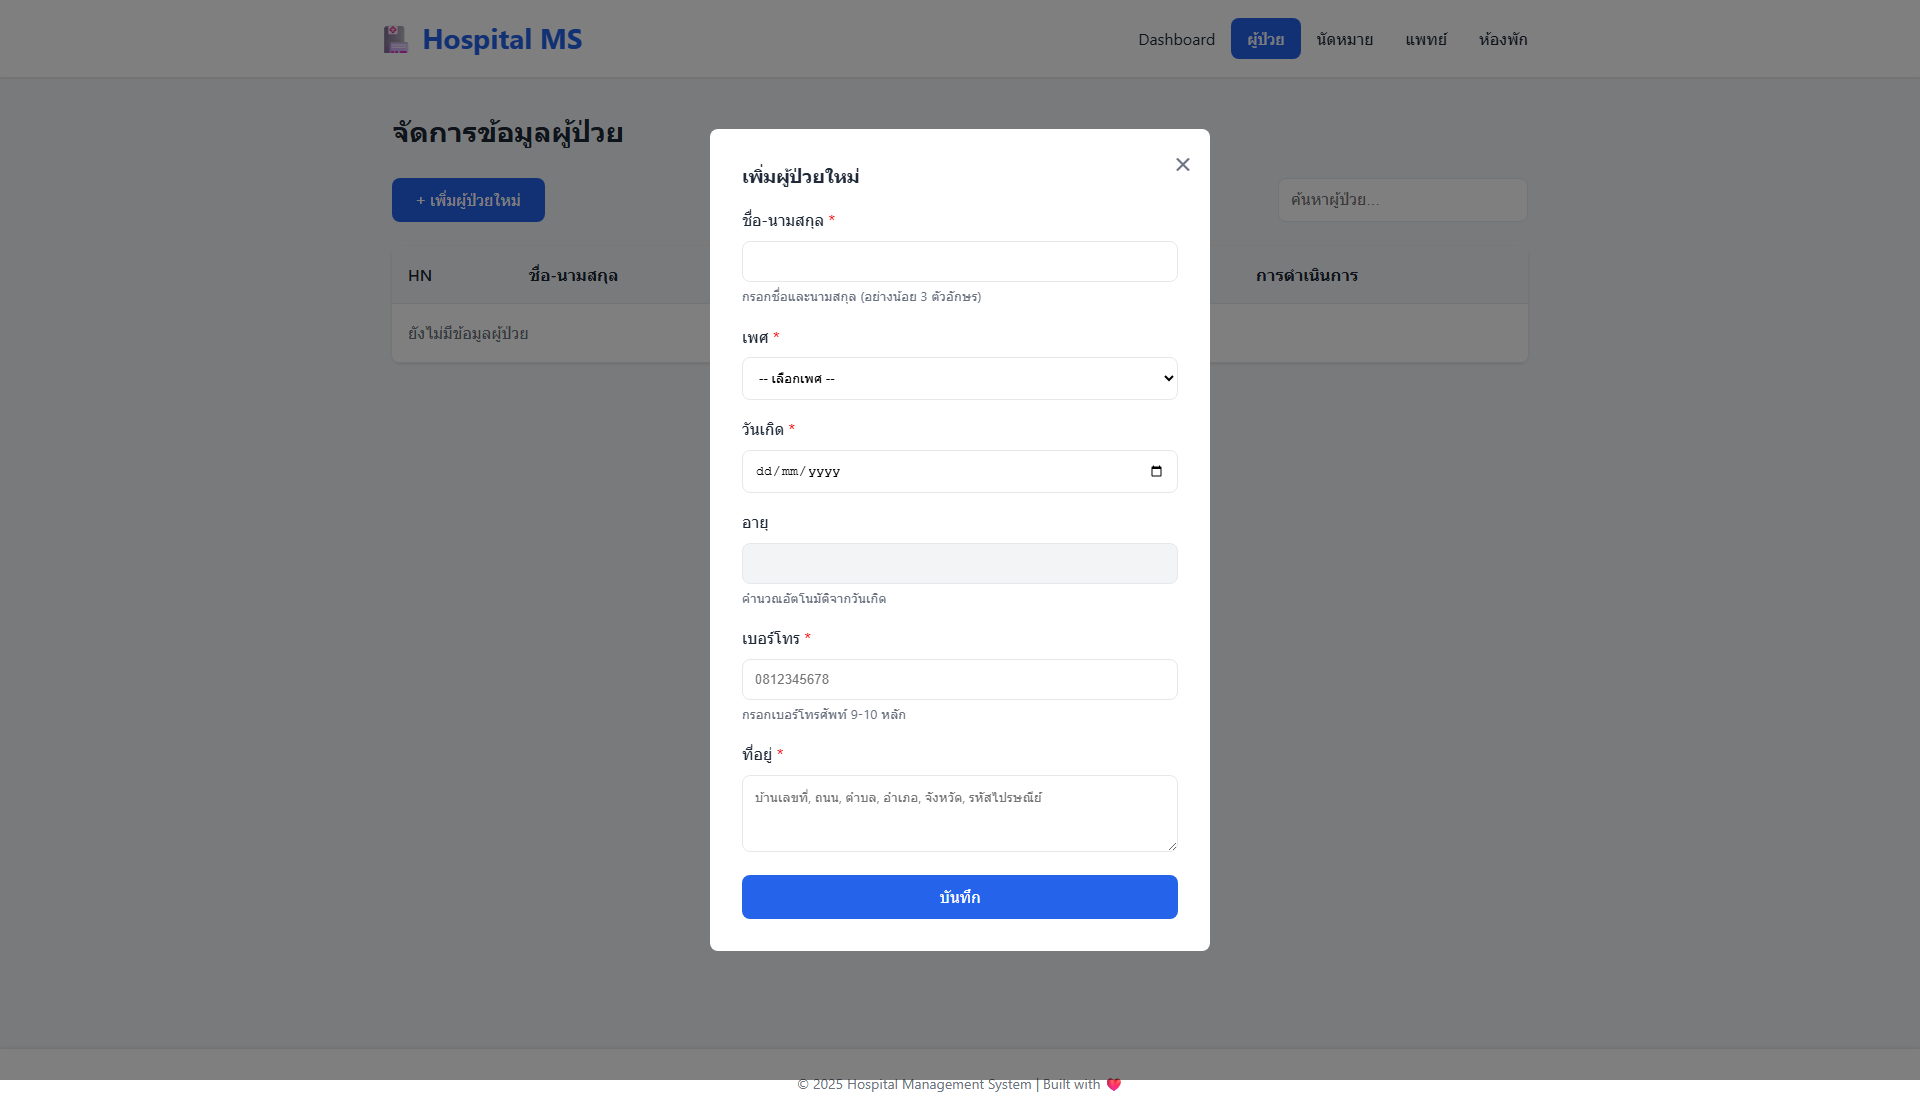 Hospital MS
Dashboard ผู้ป่วย นัดหมาย แพทย์ ห้องพัก
จัดการข้อมูลผู้ป่วย
+ เพิ่มผู้ป่วยใหม่
ค้นหาผู้ป่วย...
HN ชื่อ-นามสกุล การดำเนินการ
ยังไม่มีข้อมูลผู้ป่วย
เพิ่มผู้ป่วยใหม่
ชื่อ-นามสกุล *
กรอกชื่อและนามสกุล (อย่างน้อย 3 ตัวอักษร)
เพศ *
-- เลือกเพศ --
วันเกิด *
dd/mm/yyyy
อายุ
คำนวณอัตโนมัติจากวันเกิด
เบอร์โทร *
0812345678
กรอกเบอร์โทรศัพท์ 9-10 หลัก
ที่อยู่ *
บ้านเลขที่, ถนน, ตำบล, อำเภอ, จังหวัด, รหัสไปรษณีย์
บันทึก
© 2025 Hospital Management System | Built with ❤️